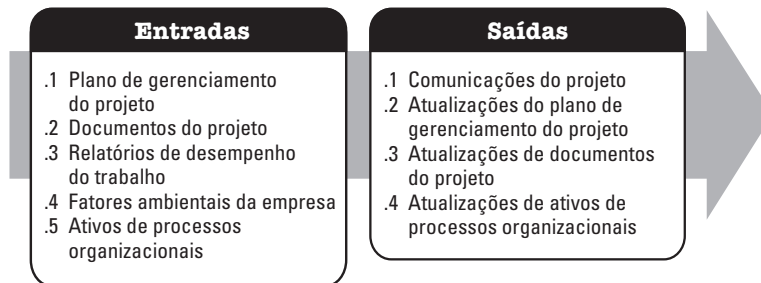 Entradas
.1 Plano de gerenciamento
do projeto
.2 Documentos do projeto
.3 Relatórios de desempenho
do trabalho
.4 Fatores ambientais da empresa
.5 Ativos de processos
organizacionais
Saídas
.1 Comunicações do projeto
.2 Atualizações do plano de
gerenciamento do projeto
.3 Atualizações de documentos
do projeto
.4 Atualizações de ativos de
processos organizacionais